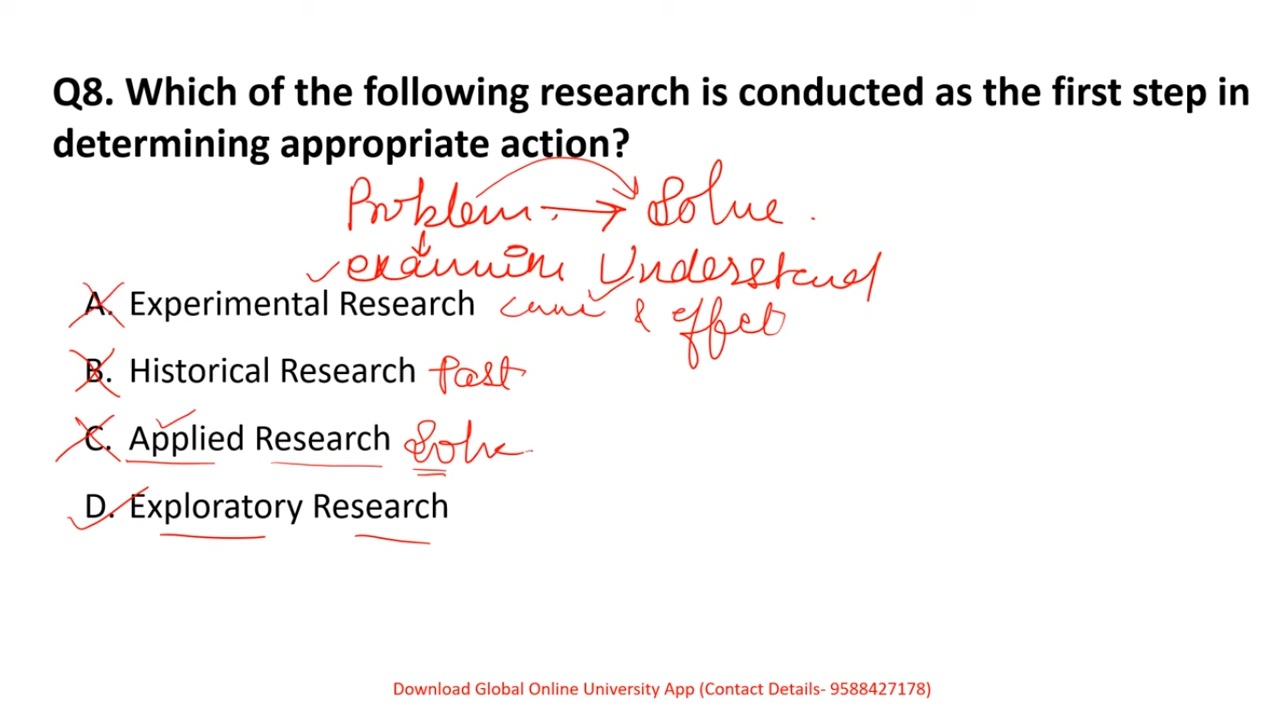 Q8. Which of the following research is conducted as the first step in
determining appropriate action?
Problem. → Solve.
examine Understand
A. Experimental Research cause & effect
B. Historical Research Past
C. Applied Research Solve
D. Exploratory Research
Download Global Online University App (Contact Details- 9588427178)